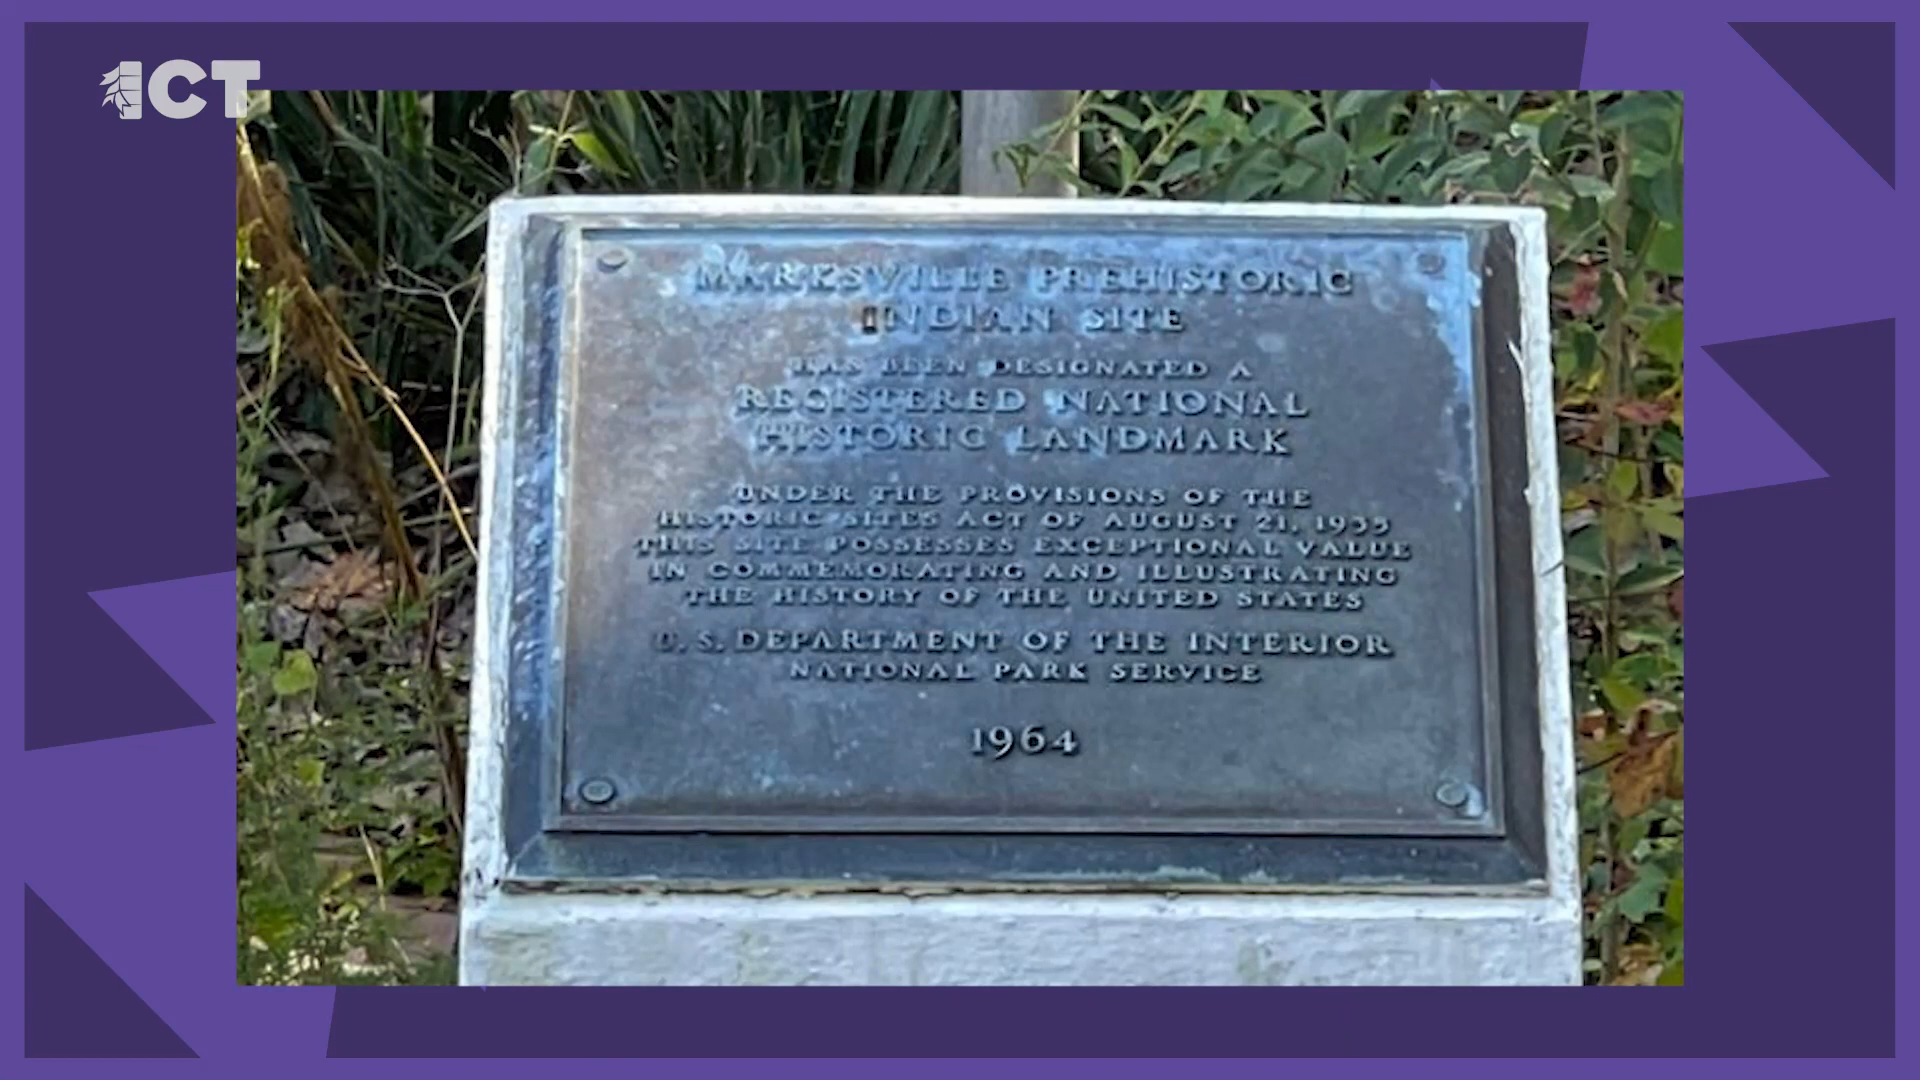 ICT
MARKSVILLE PREHISTORIC
INDIAN SITE
HAS BEEN DESIGNATED A
REGISTERED NATIONAL
HISTORIC LANDMARK
UNDER THE PROVISIONS OF THE
HISTORIC SITES ACT OF AUGUST 21, 1935
THIS SITE POSSESSES EXCEPTIONAL VALUE
IN COMMEMORATING AND ILLUSTRATING
THE HISTORY OF THE UNITED STATES
U. S. DEPARTMENT OF THE INTERIOR
NATIONAL PARK SERVICE
1964